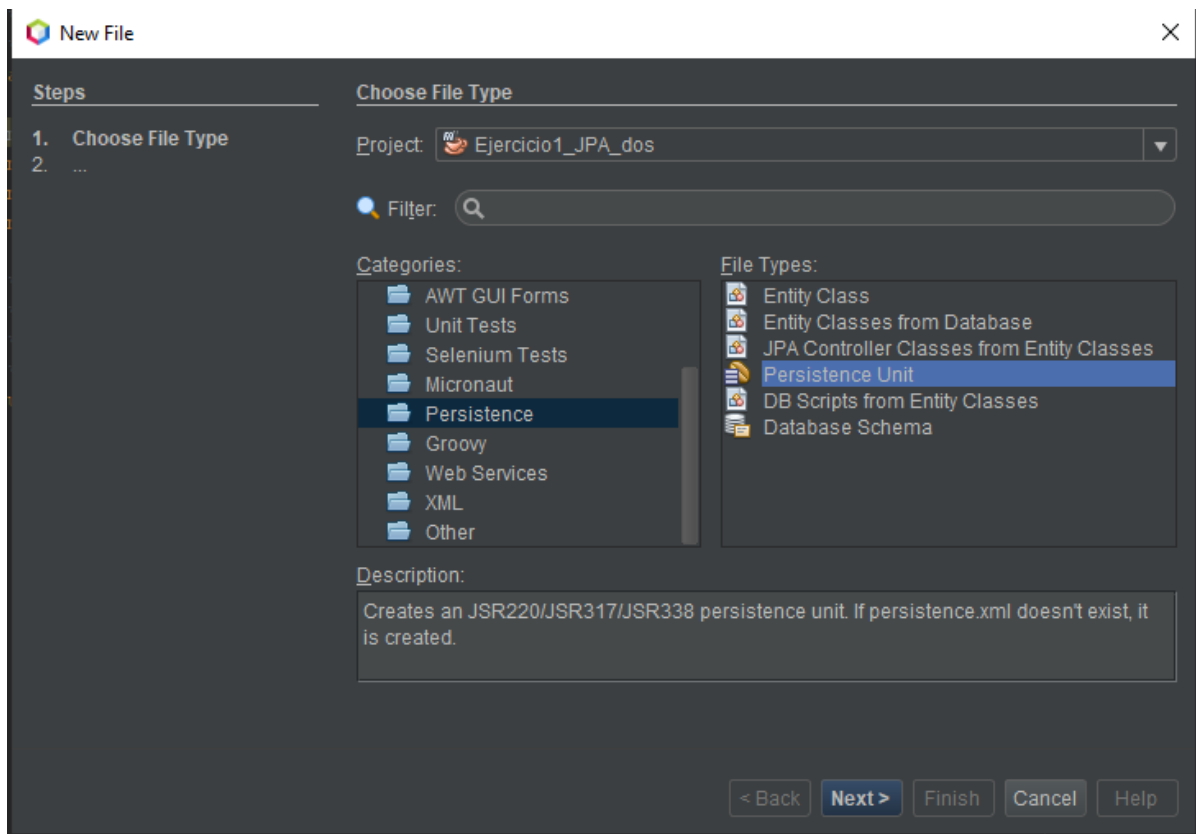 New File
Steps
1. Choose File Type
2. ...
Choose File Type
Project: Ejercicio1_JPA_dos
Filter:
Categories:
AWT GUI Forms
Unit Tests
Selenium Tests
Micronaut
Persistence
Groovy
Web Services
XML
Other
File Types:
Entity Class
Entity Classes from Database
JPA Controller Classes from Entity Classes
Persistence Unit
DB Scripts from Entity Classes
Database Schema
Description:
Creates an JSR220/JSR317/JSR338 persistence unit. If persistence.xml doesn't exist, it
is created.
< Back Next > Finish Cancel Help